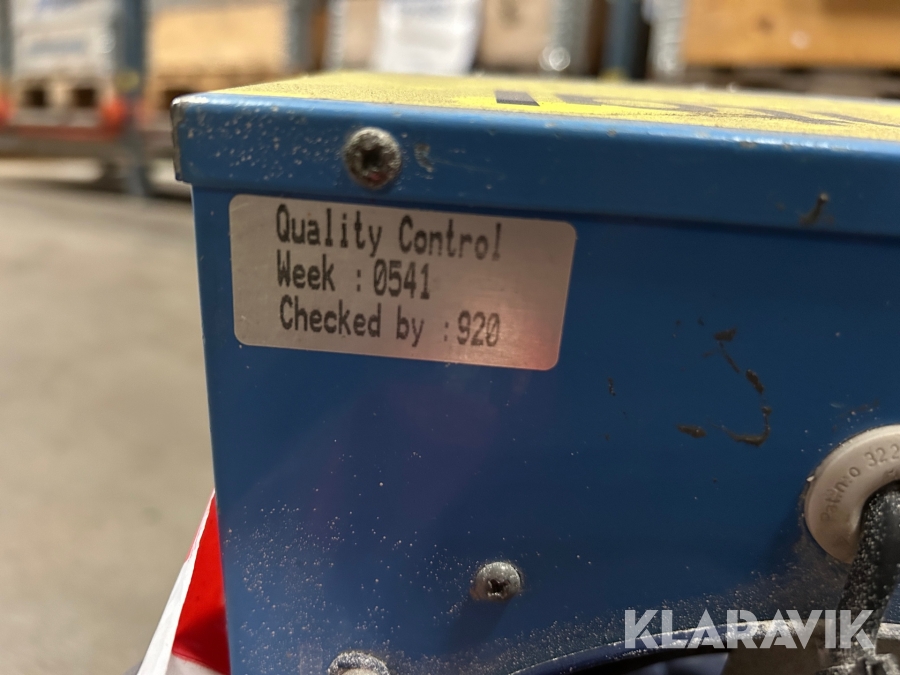 Quality Control
Week : 0541
Checked by : 920
KLARAVIK